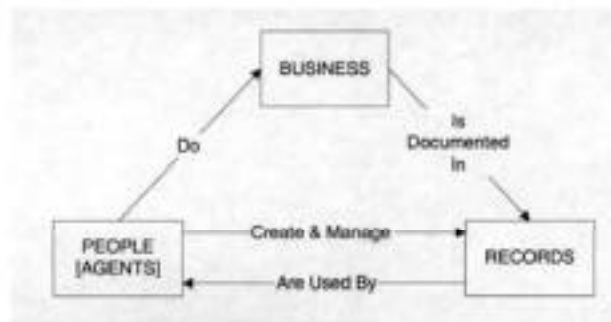 BUSINESS
Do
Is
Documented
In
PEOPLE
[AGENTS]
Create & Manage
RECORDS
Are Used By